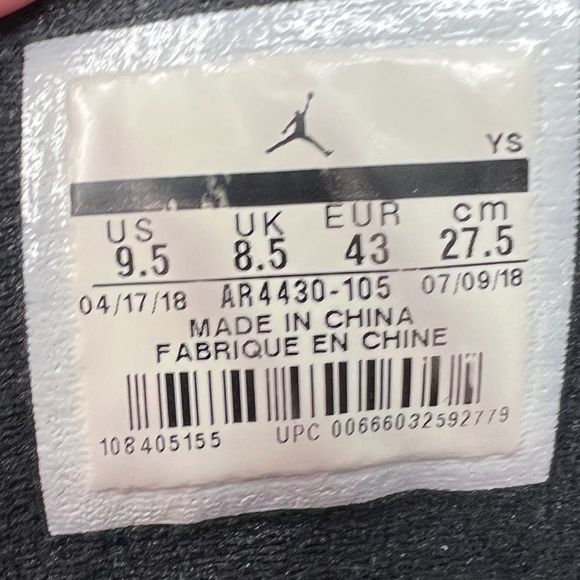 YS
US UK EUR cm
9.5 8.5 43 27.5
04/17/18 AR4430-105 07/09/18
MADE IN CHINA
FABRIQUE EN CHINE
108405155 UPC 00666032592779